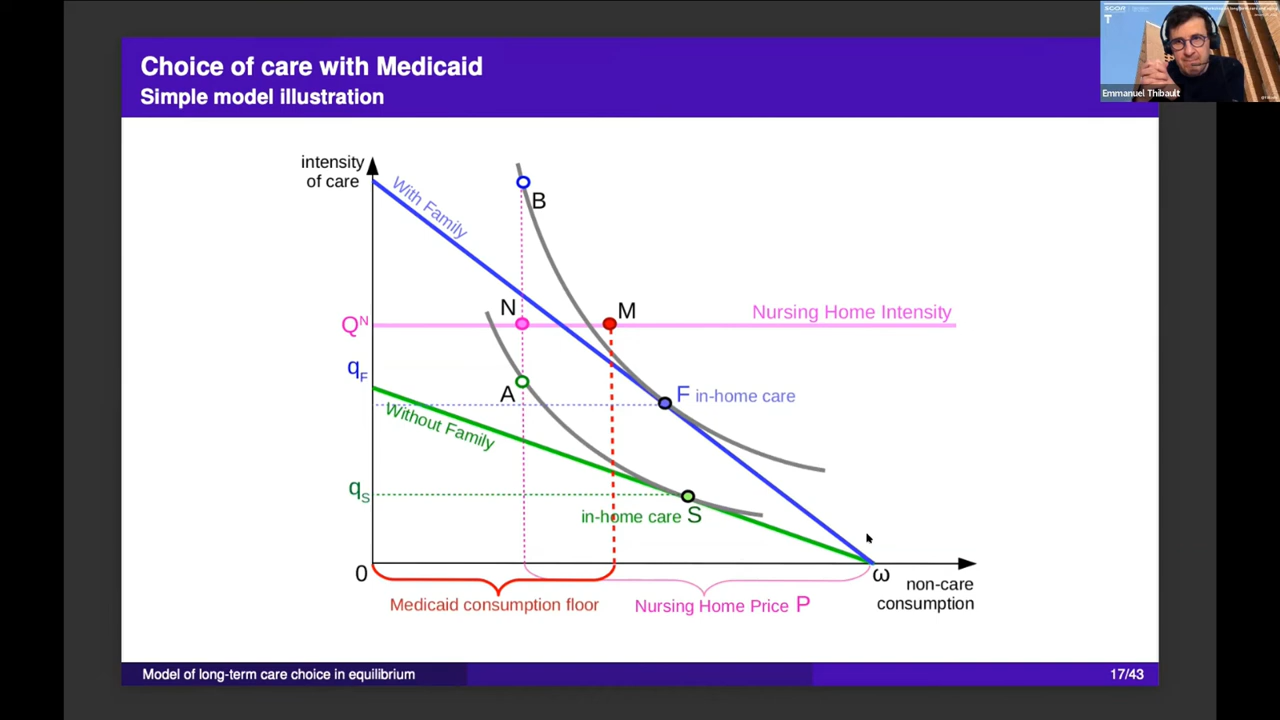 Choice of care with Medicaid
Simple model illustration
SCOR
T
Emmanuel Thibault
intensity
of care
With Family
B
N
M
Nursing Home Intensity
Qᴺ
q_F
A
F in-home care
Without Family
q_S
in-home care S
0
ω
non-care
consumption
Medicaid consumption floor
Nursing Home Price P
Model of long-term care choice in equilibrium
17/43